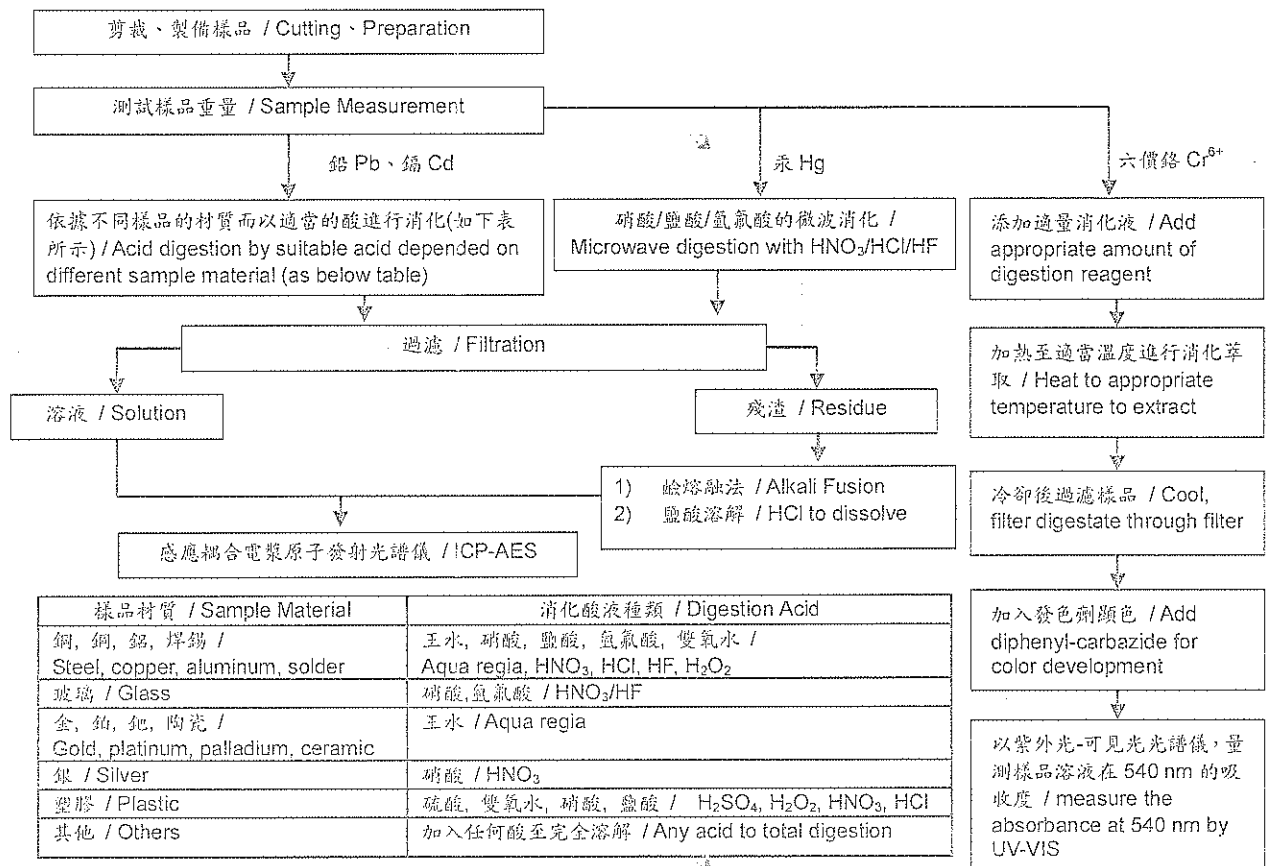 剪裁、製備樣品 / Cutting、Preparation
測試樣品重量 / Sample Measurement
鉛 Pb、鎘 Cd
汞 Hg
六價鉻 Cr⁶⁺
依據不同樣品的材質而以適當的酸進行消化(如下表
所示) / Acid digestion by suitable acid depended on
different sample material (as below table)
硝酸/鹽酸/氫氟酸的微波消化 /
Microwave digestion with HNO₃/HCl/HF
添加適量消化液 / Add
appropriate amount of
digestion reagent
過濾 / Filtration
加熱至適當溫度進行消化萃
取 / Heat to appropriate
temperature to extract
溶液 / Solution
殘渣 / Residue
1) 鹼熔融法 / Alkali Fusion
2) 鹽酸溶解 / HCl to dissolve
冷卻後過濾樣品 / Cool,
filter digestate through filter
感應耦合電漿原子發射光譜儀 / ICP-AES
加入發色劑顯色 / Add
diphenyl-carbazide for
color development
以紫外光-可見光光譜儀，量
測樣品溶液在 540 nm 的吸
收度 / measure the
absorbance at 540 nm by
UV-VIS
樣品材質 / Sample Material
消化酸液種類 / Digestion Acid
鋼, 銅, 鋁, 焊錫 /
Steel, copper, aluminum, solder
王水, 硝酸, 鹽酸, 氫氟酸, 雙氧水 /
Aqua regia, HNO₃, HCl, HF, H₂O₂
玻璃 / Glass
硝酸,氫氟酸 / HNO₃/HF
金, 鉑, 鈀, 陶瓷 /
Gold, platinum, palladium, ceramic
王水 / Aqua regia
銀 / Silver
硝酸 / HNO₃
塑膠 / Plastic
硫酸, 雙氧水, 硝酸, 鹽酸 / H₂SO₄, H₂O₂, HNO₃, HCl
其他 / Others
加入任何酸至完全溶解 / Any acid to total digestion